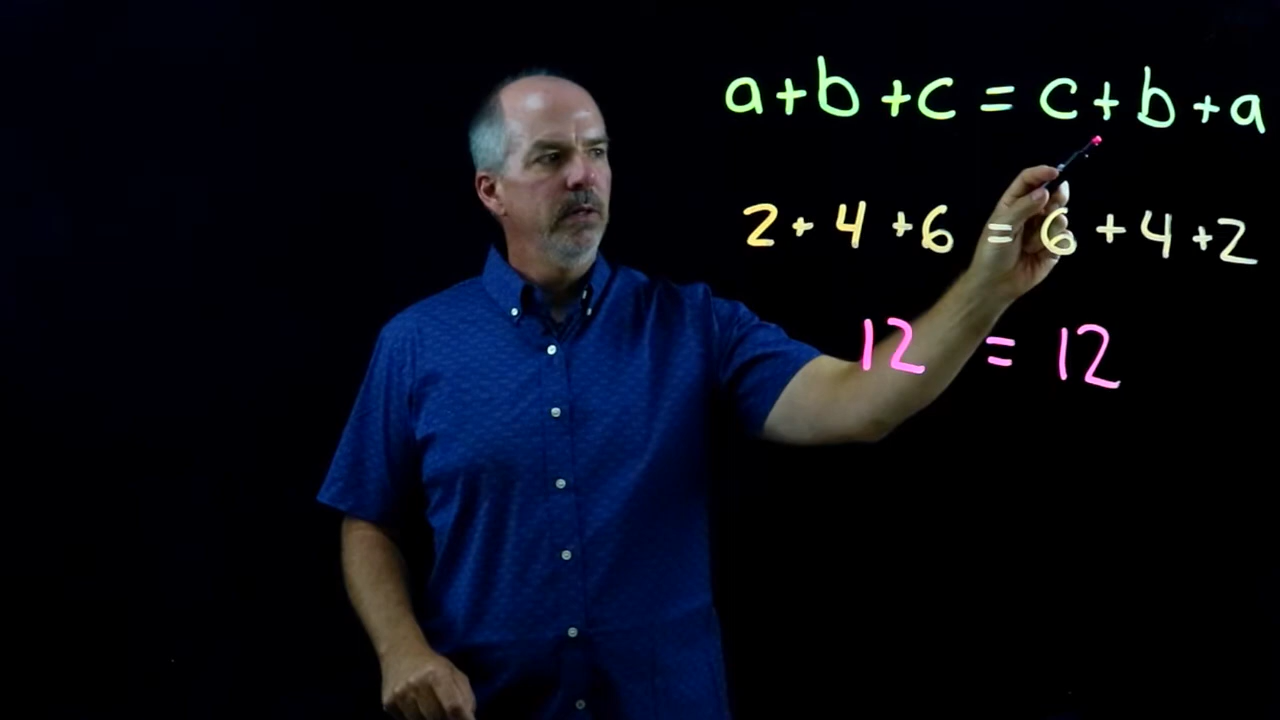 a+b+c = c+b+a
2+4+6 = 6+4+2
12 = 12